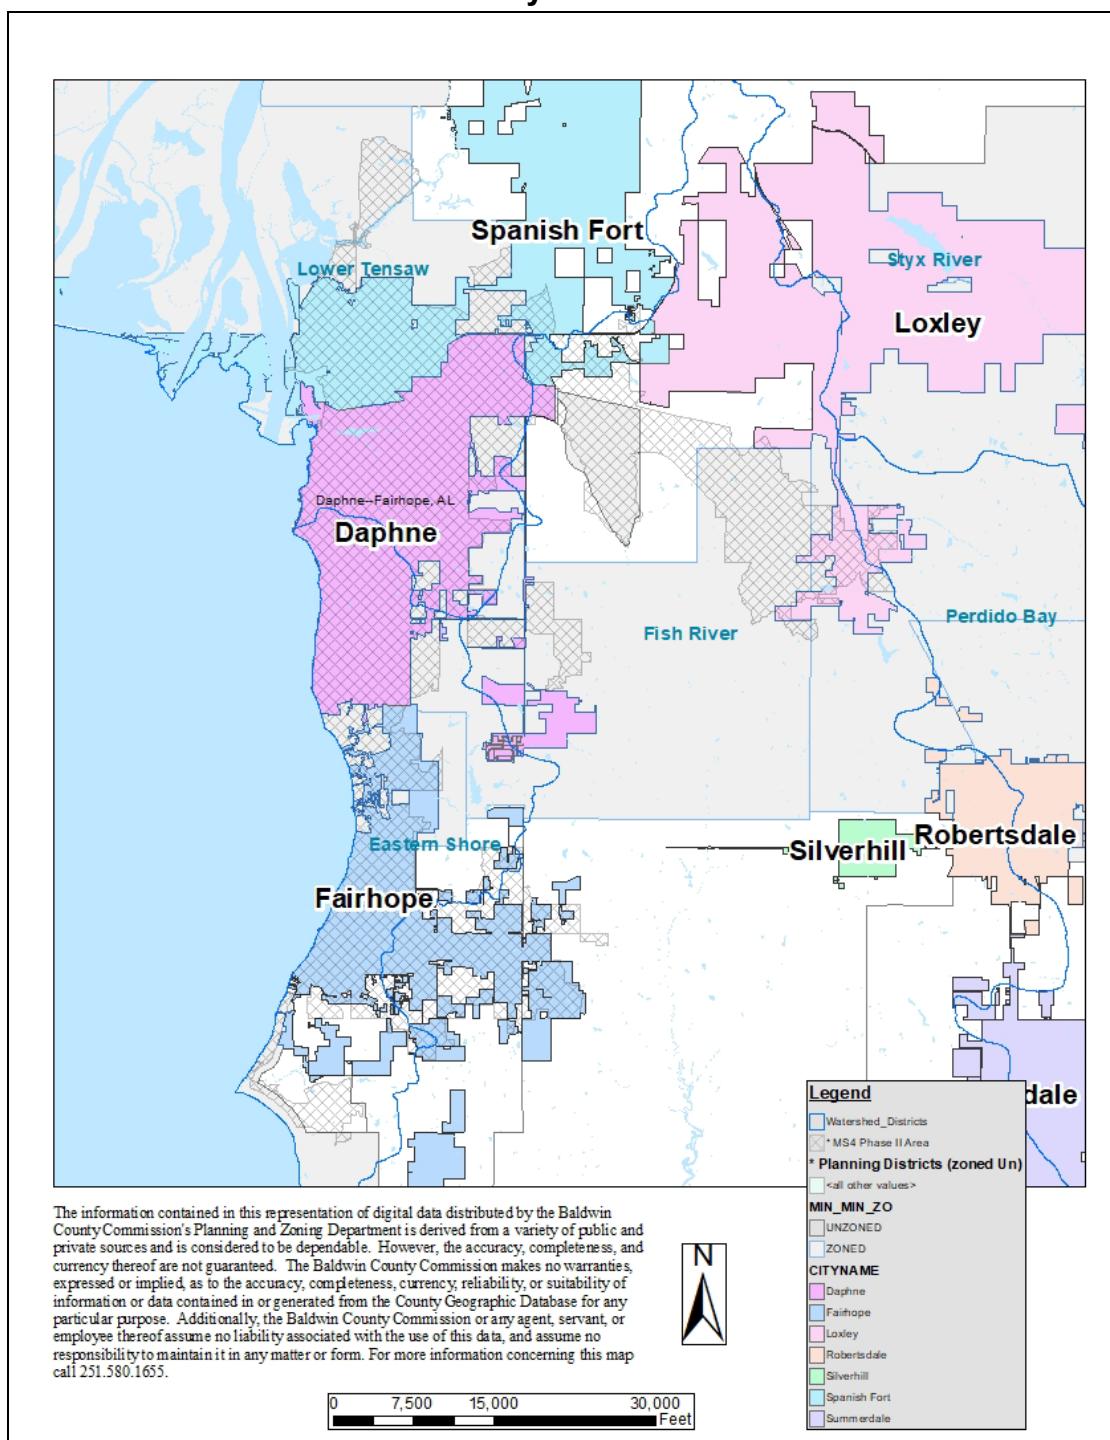 Spanish Fort
Lower Tensaw
Styx River
Loxley
Daphne--Fairhope, AL
Daphne
Fish River
Perdido Bay
Eastern Shore
Silverhill
Robertsdale
Fairhope
dale
Legend
Watershed_Districts
* MS4 Phase II Area
* Planning Districts (zoned Un)
<all other values>
MIN_MIN_ZO
UNZONED
ZONED
CITYNAME
Daphne
Fairhope
Loxley
Robertsdale
Silverhill
Spanish Fort
Summerdale
The information contained in this representation of digital data distributed by the Baldwin
County Commission's Planning and Zoning Department is derived from a variety of public and
private sources and is considered to be dependable. However, the accuracy, completeness, and
currency thereof are not guaranteed. The Baldwin County Commission makes no warranties,
expressed or implied, as to the accuracy, completeness, currency, reliability, or suitability of
information or data contained in or generated from the County Geographic Database for any
particular purpose. Additionally, the Baldwin County Commission or any agent, servant, or
employee thereof assume no liability associated with the use of this data, and assume no
responsibility to maintain it in any matter or form. For more information concerning this map
call 251.580.1655.
N
0 7,500 15,000 30,000
Feet